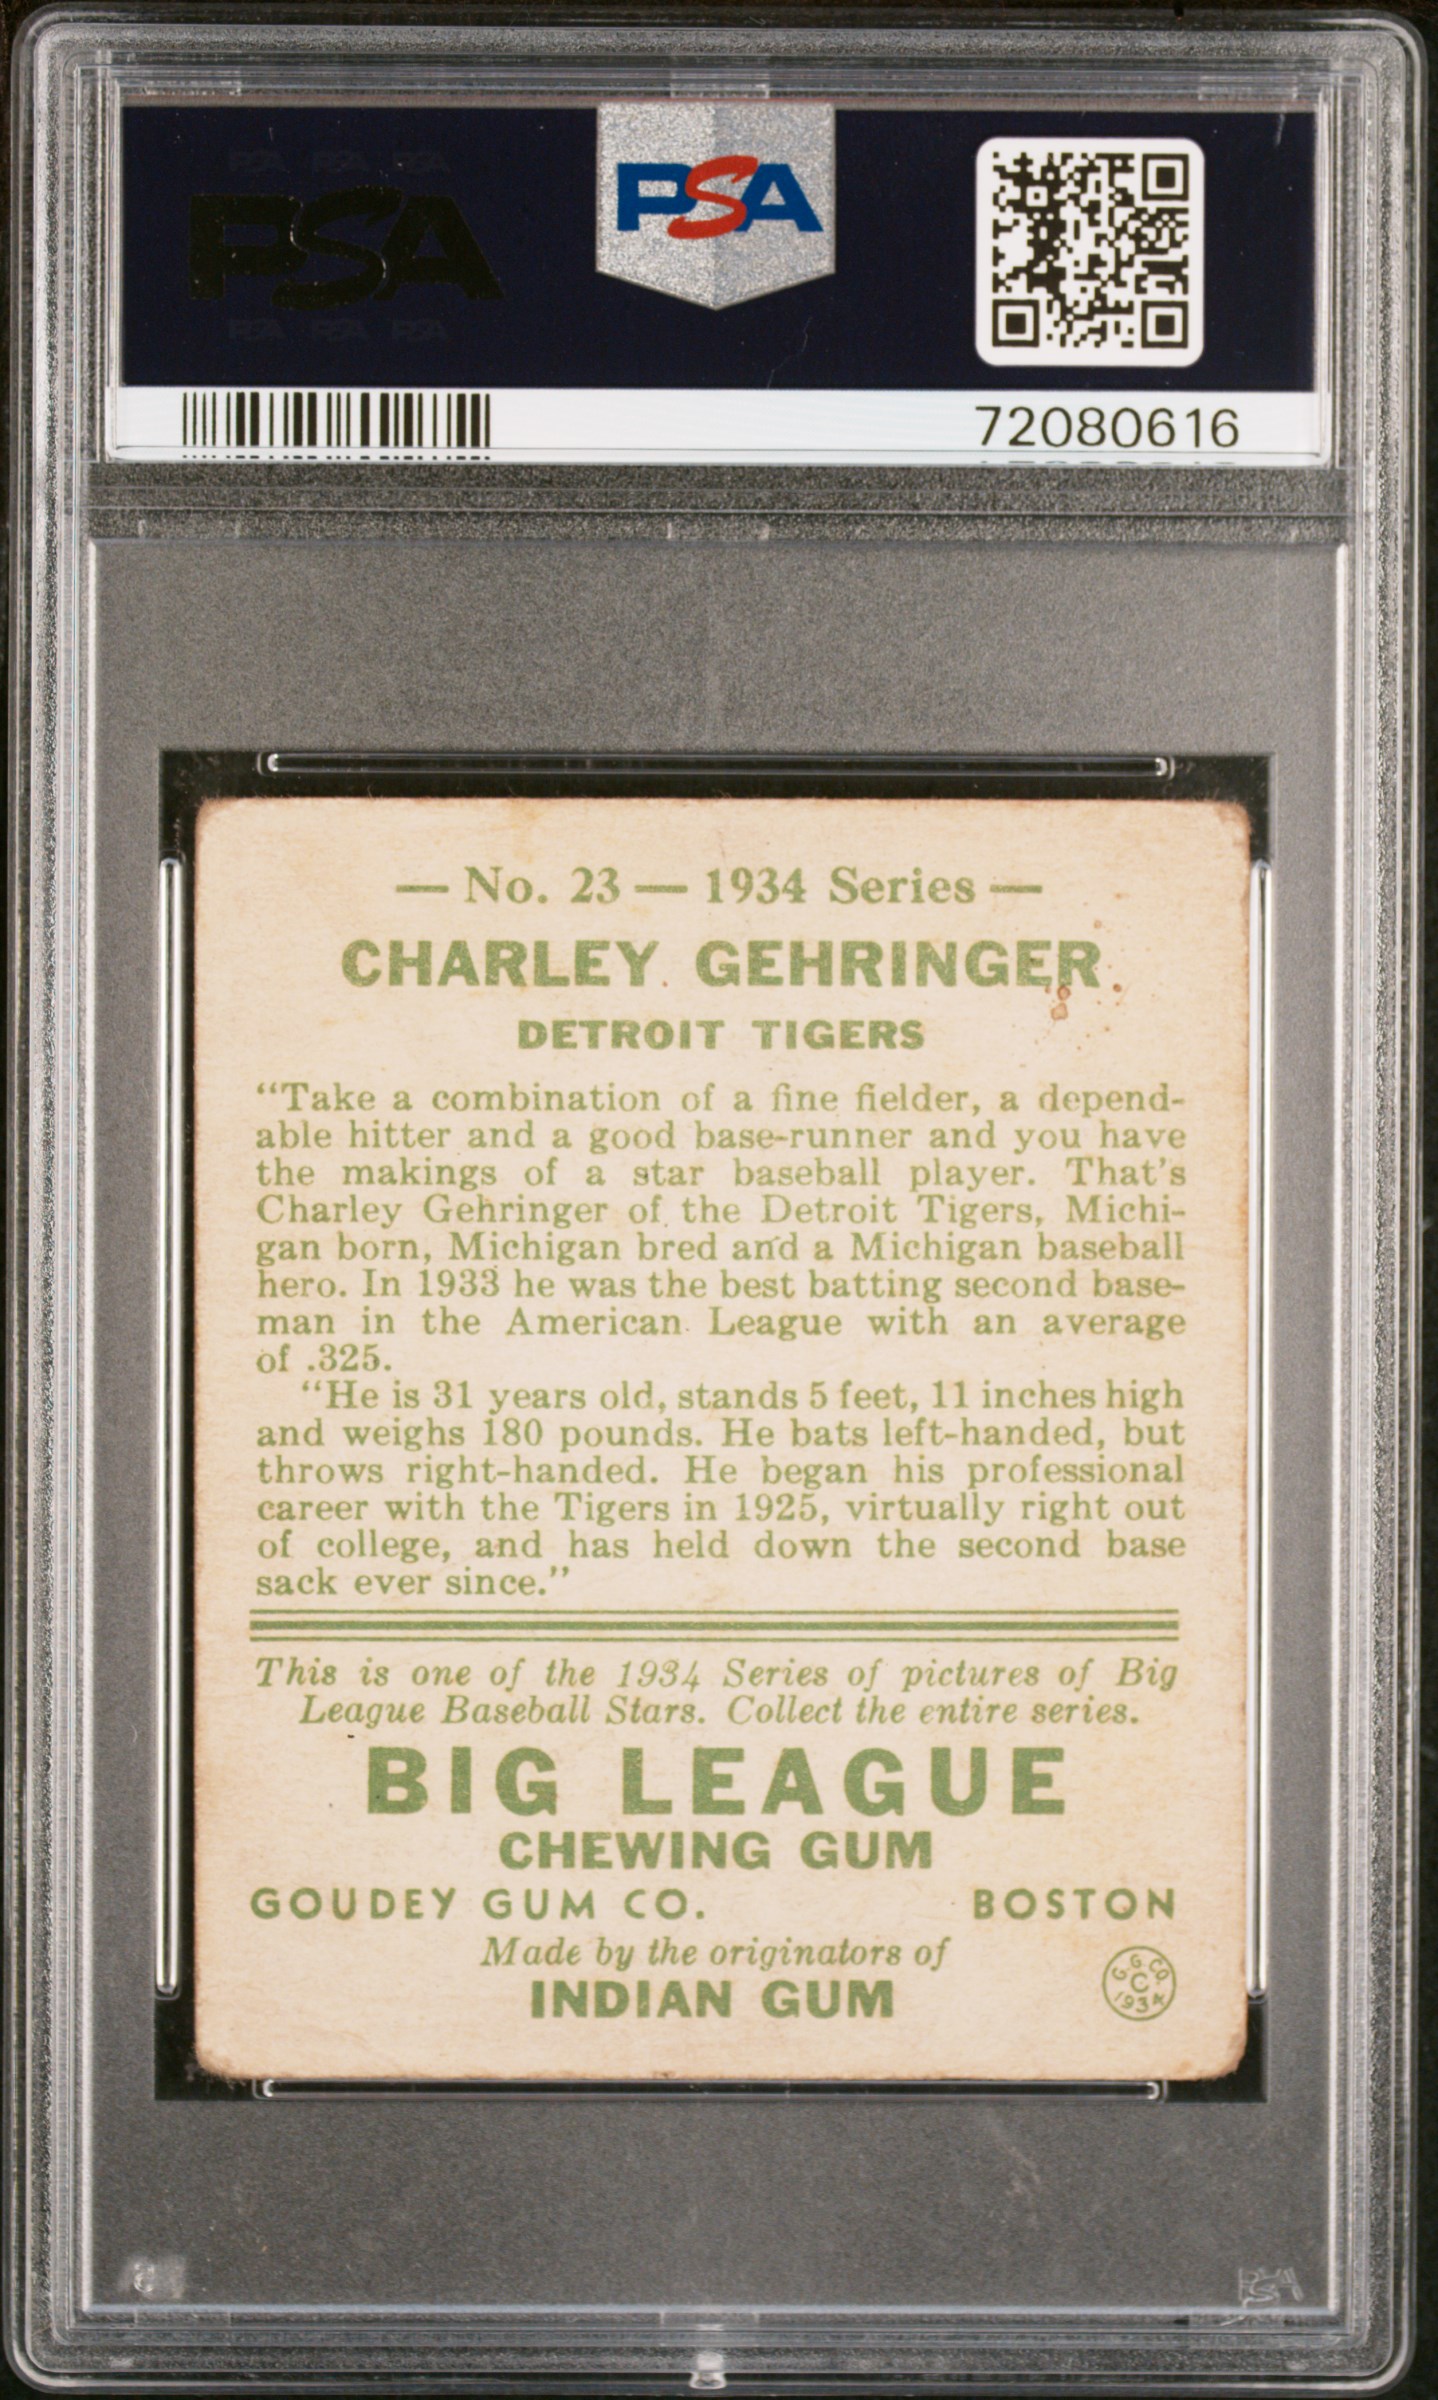 PSA PSA PSA
PSA
PSA PSA PSA
PSA
72080616
— No. 23 — 1934 Series —
CHARLEY GEHRINGER
DETROIT TIGERS
“Take a combination of a fine fielder, a depend-
able hitter and a good base-runner and you have
the makings of a star baseball player. That's
Charley Gehringer of the Detroit Tigers, Michi-
gan born, Michigan bred and a Michigan baseball
hero. In 1933 he was the best batting second base-
man in the American League with an average
of .325.
“He is 31 years old, stands 5 feet, 11 inches high
and weighs 180 pounds. He bats left-handed, but
throws right-handed. He began his professional
career with the Tigers in 1925, virtually right out
of college, and has held down the second base
sack ever since.”
This is one of the 1934 Series of pictures of Big
League Baseball Stars. Collect the entire series.
BIG LEAGUE
CHEWING GUM
GOUDEY GUM CO. BOSTON
Made by the originators of
INDIAN GUM
G. G. CO.
C
1934
PSA